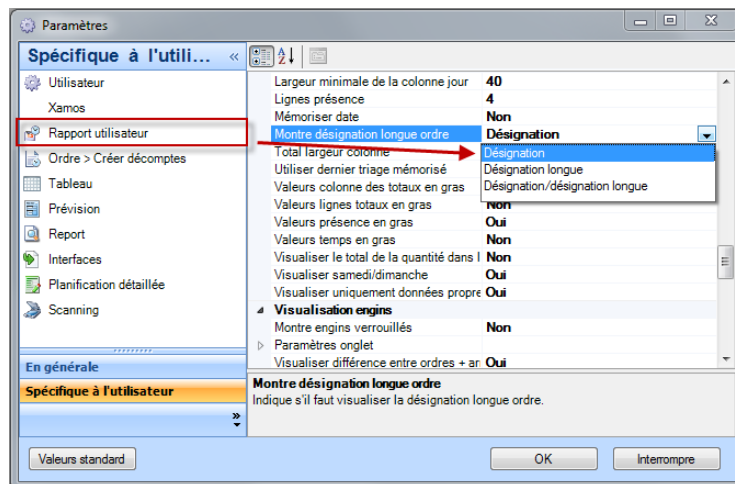 Paramètres
Spécifique à l'utili... «
Utilisateur
Xamos
Rapport utilisateur
Ordre > Créer décomptes
Tableau
Prévision
Report
Interfaces
Planification détaillée
Scanning
En générale
Spécifique à l'utilisateur
»
Largeur minimale de la colonne jour 40
Lignes présence 4
Mémoriser date Non
Montre désignation longue ordre Désignation
Total largeur colonne
Utiliser dernier triage mémorisé
Valeurs colonne des totaux en gras
Désignation
Désignation longue
Désignation/désignation longue
Valeurs lignes totaux en gras Non
Valeurs présence en gras Oui
Valeurs temps en gras Non
Visualiser le total de la quantité dans l Non
Visualiser samedi/dimanche Oui
Visualiser uniquement données propre Oui
Visualisation engins
Montre engins verrouillés Non
Paramètres onglet
Visualiser différence entre ordres + ar Oui
Montre désignation longue ordre
Indique s'il faut visualiser la désignation longue ordre.
Valeurs standard
OK
Interrompre